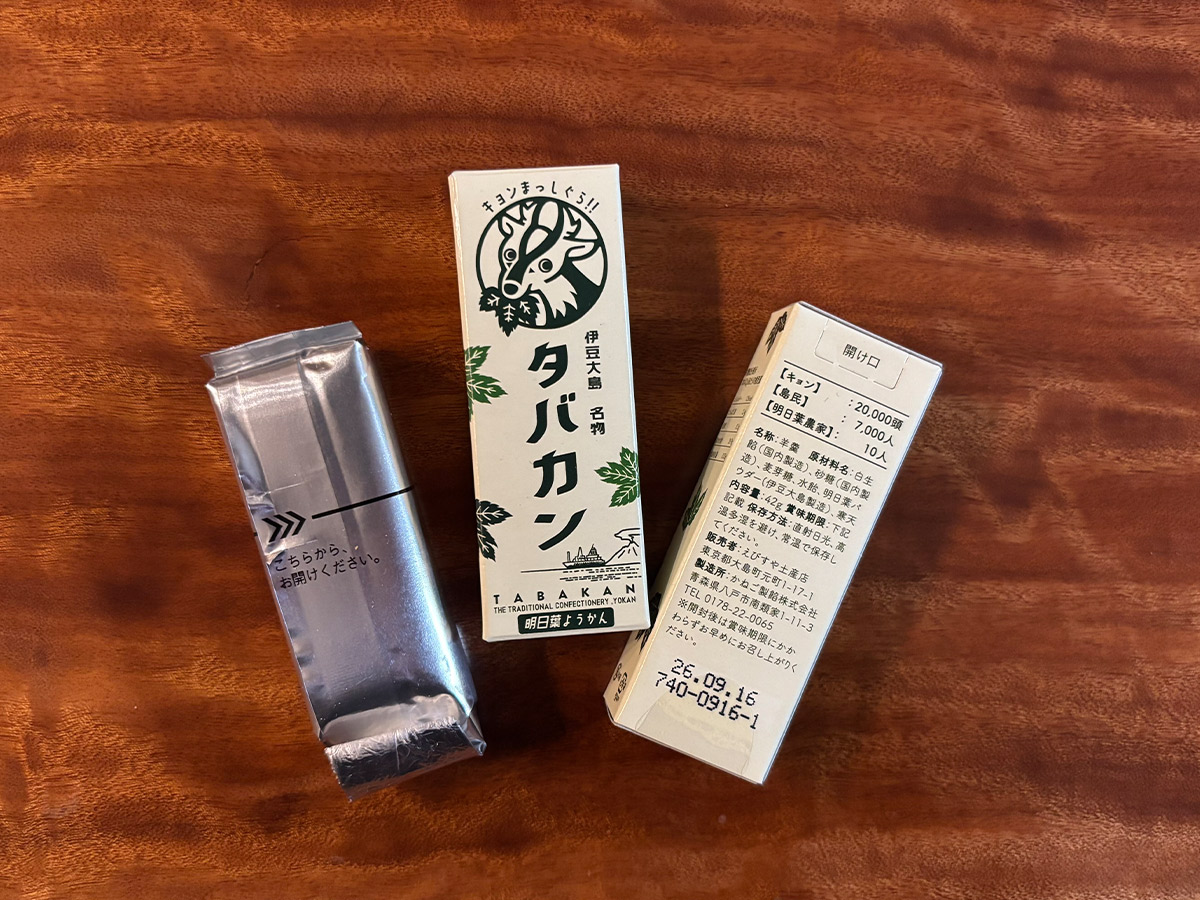 こちらから、
お開けください。
キョンまっしぐら!!
伊豆大島 名物
タバカン
TABAKAN
THE TRADITIONAL CONFECTIONERY ,YOKAN
明日葉ようかん
開け口
【キョン】 : 20,000頭
【島民】 : 7,000人
【明日葉農家】: 10人
名称:羊羹 原材料名:白生
餡(国内製造)、砂糖(国内製
造)、麦芽糖、水飴、明日葉パ
ウダー(伊豆大島製造)、寒天
内容量:42g 賞味期限:下記
記載 保存方法:直射日光、高
温多湿を避け、常温で保存し
てください。
販売者:えびすや土産店
東京都大島町元町1-17-1
製造所:かねご製餡株式会社
青森県八戸市南類家1-11-3
TEL 0178-22-0065
※開封後は賞味期限にかか
わらずお早めにお召し上がりく
ださい。
26.09.16
740-0916-1